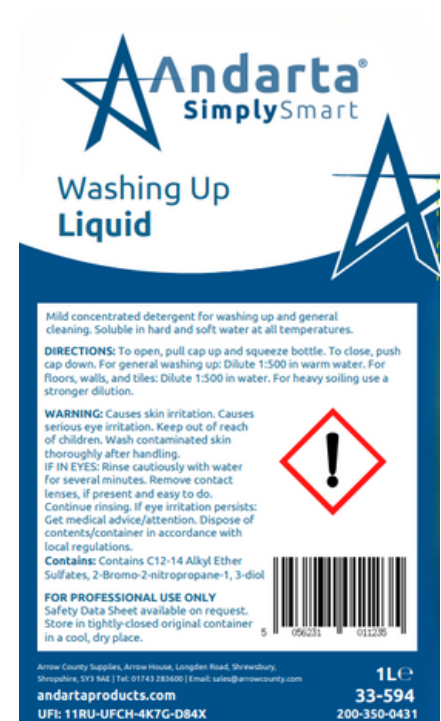 Andarta®
SimplySmart
Washing Up
Liquid
Mild concentrated detergent for washing up and general
cleaning. Soluble in hard and soft water at all temperatures.
DIRECTIONS: To open, pull cap up and squeeze bottle. To close, push
cap down. For general washing up: Dilute 1:500 in warm water. For
floors, walls, and tiles: Dilute 1:500 in water. For heavy soiling use a
stronger dilution.
WARNING: Causes skin irritation. Causes
serious eye irritation. Keep out of reach
of children. Wash contaminated skin
thoroughly after handling.
IF IN EYES: Rinse cautiously with water
for several minutes. Remove contact
lenses, if present and easy to do.
Continue rinsing. If eye irritation persists:
Get medical advice/attention. Dispose of
contents/container in accordance with
local regulations.
Contains: Contains C12-14 Alkyl Ether
Sulfates, 2-Bromo-2-nitropropane-1, 3-diol
FOR PROFESSIONAL USE ONLY
Safety Data Sheet available on request.
Store in tightly-closed original container
in a cool, dry place.
5 056231 011235
Arrow County Supplies, Arrow House, Longden Road, Shrewsbury,
Shropshire, SY3 9AE | Tel: 01743 283600 | Email: sales@arrowcounty.com
andartaproducts.com
UFI: 11RU-UFCH-4K7G-D84X
1L℮
33-594
200-350-0431